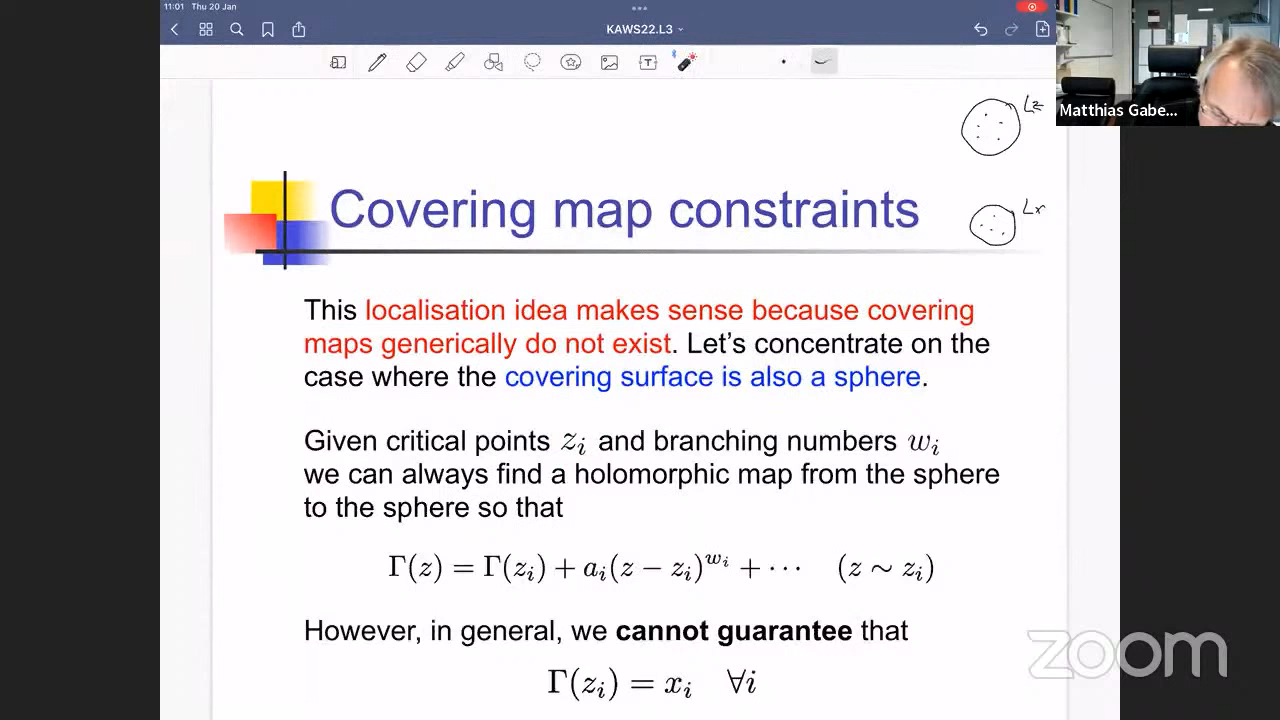 11:01 Thu 20 Jan
KAWS22.L3
Matthias Gabe...
Lz
Lx
Covering map constraints
This localisation idea makes sense because covering
maps generically do not exist. Let's concentrate on the
case where the covering surface is also a sphere.
Given critical points z_i and branching numbers w_i
we can always find a holomorphic map from the sphere
to the sphere so that
Γ(z) = Γ(z_i) + a_i(z − z_i)^{w_i} + ··· (z ∼ z_i)
However, in general, we cannot guarantee that
Γ(z_i) = x_i ∀i
zoom